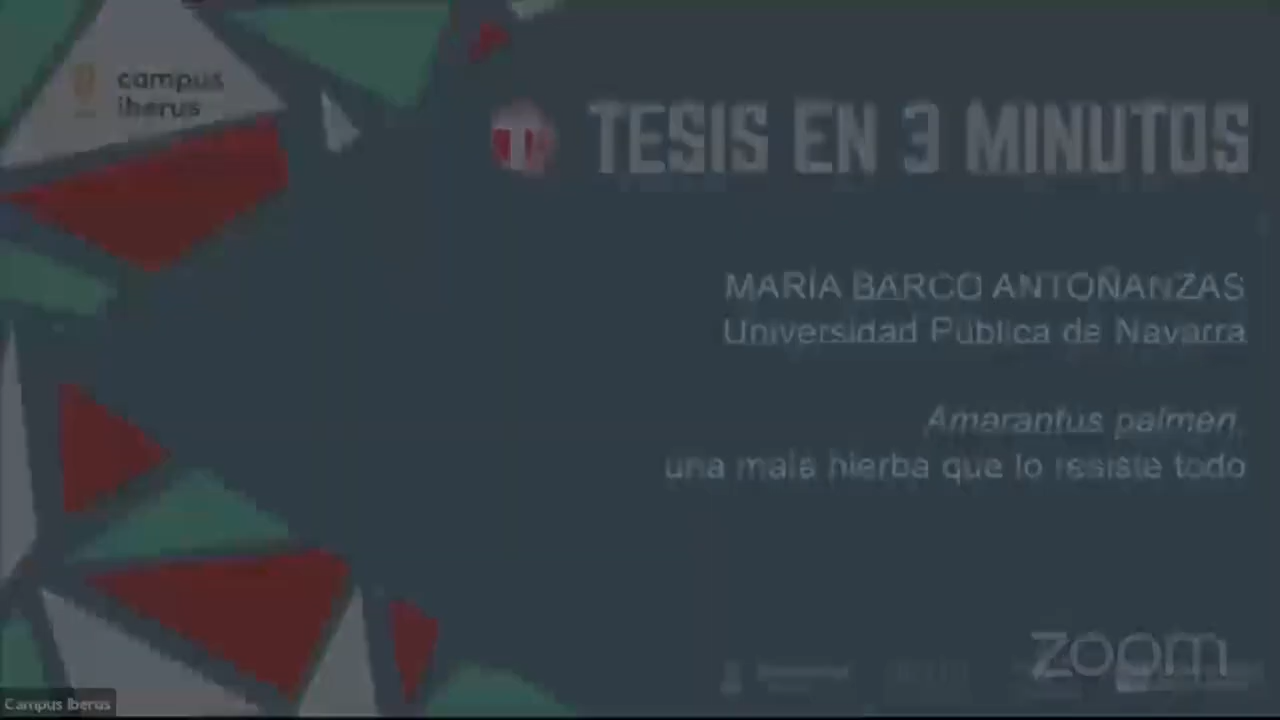 campus
iberus
TESIS EN 3 MINUTOS
MARÍA BARCO ANTOÑANZAS
Universidad Pública de Navarra
Amarantus palmeri,
una mala hierba que lo resiste todo
zoom
Campus Iberus